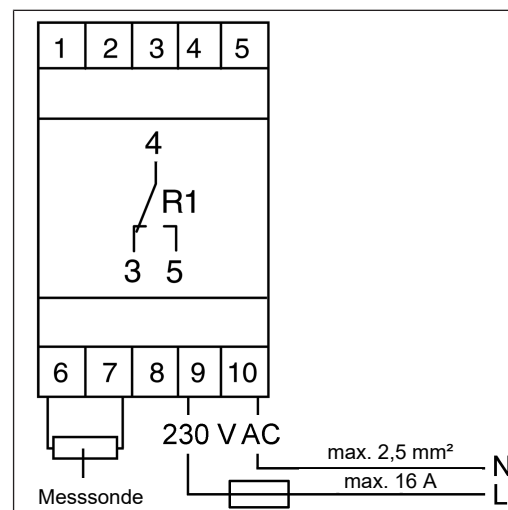 1 2 3 4 5
4
R1
3 5
6 7 8 9 10
230 V AC
max. 2,5 mm²
N
max. 16 A
L
Messsonde